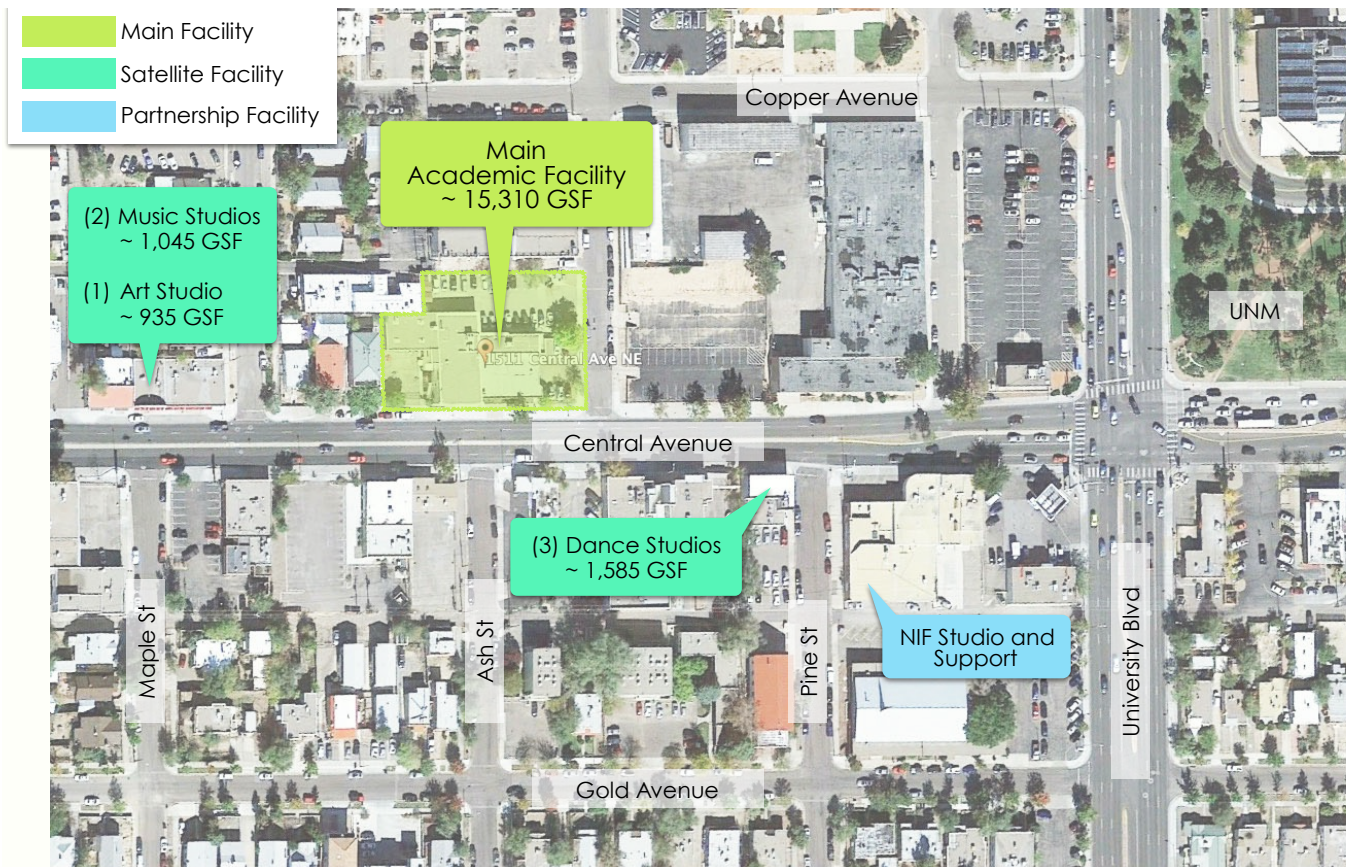 Main Facility
Satellite Facility
Partnership Facility
Copper Avenue
Main
Academic Facility
~ 15,310 GSF
(2) Music Studios
~ 1,045 GSF
(1) Art Studio
~ 935 GSF
UNM
1511 Central Ave NE
Central Avenue
(3) Dance Studios
~ 1,585 GSF
NIF Studio and
Support
Maple St
Ash St
Pine St
University Blvd
Gold Avenue